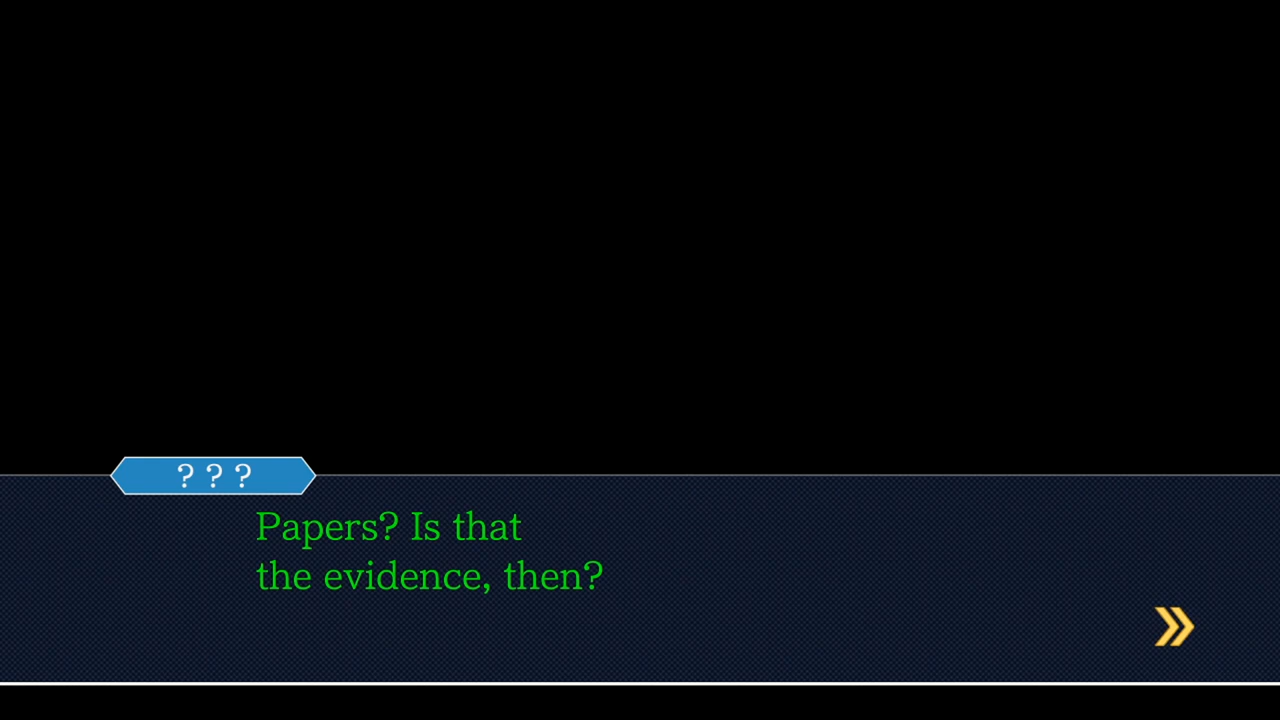 ? ? ?
Papers? Is that
the evidence, then?